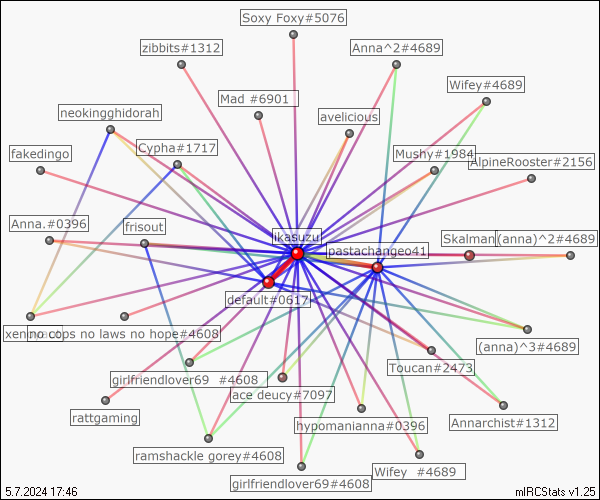 Soxy Foxy#5076
zibbits#1312
Anna^2#4689
Wifey#4689
Mad #6901
neokingghidorah
avelicious
Cypha#1717
Mushy#1984
fakedingo
AlpineRooster#2156
Anna.#0396
frisout
likasuzu
pastachangeo41
Skalman
(anna)^2#4689
default#0617
xen
no cops no laws no hope#4608
(anna)^3#4689
Toucan#2473
girlfriendlover69 #4608
ace deucy#7097
rattgaming
hypomanianna#0396
Annarchist#1312
ramshackle gorey#4608
Wifey #4689
girlfriendlover69#4608
5.7.2024 17:46
mIRCStats v1.25